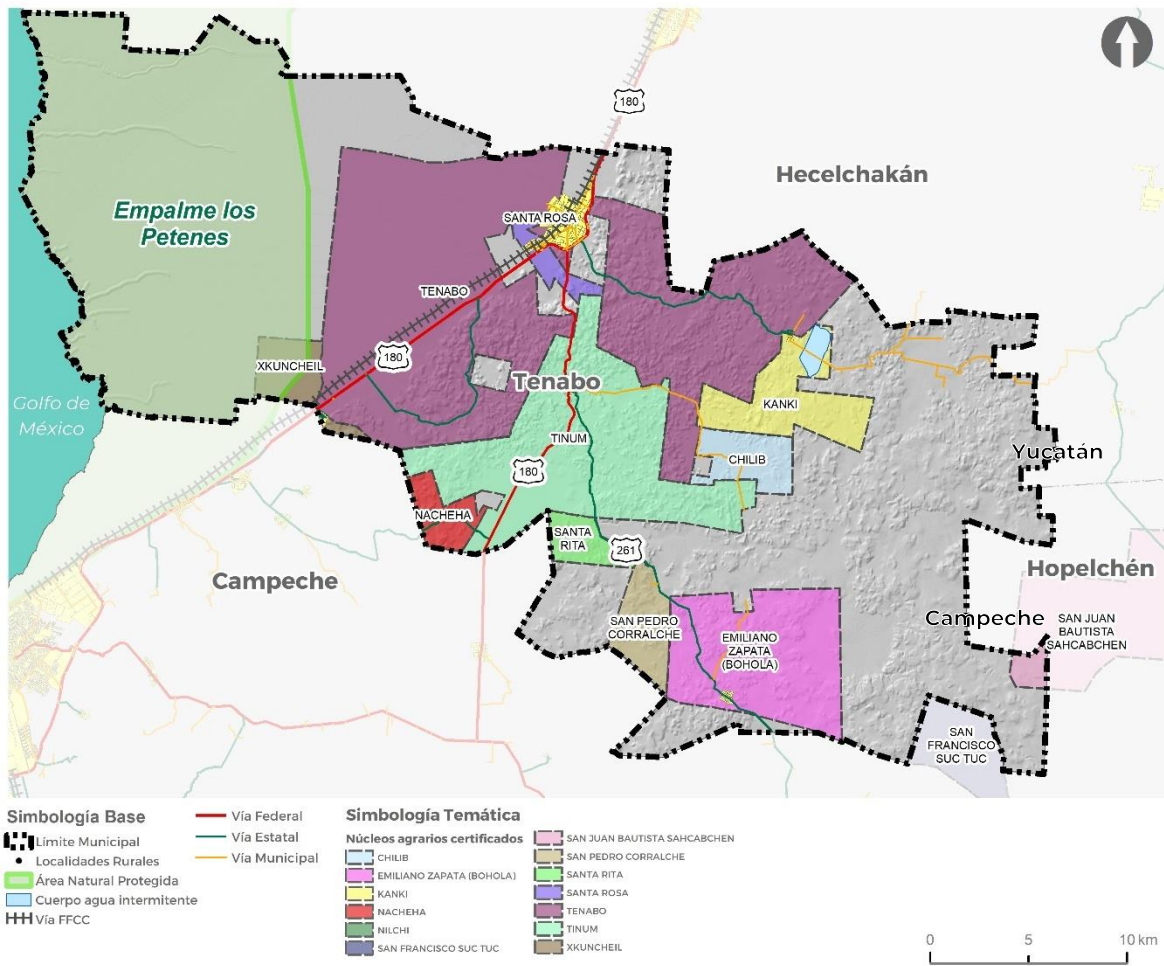 180
Hecelchakán
Empalme los
Petenes
SANTA ROSA
TENABO
XKUNCHEIL
180
Tenabo
Golfo de
México
KANKI
TINUM
CHILIB
Yucatán
180
NACHEHA
SANTA
RITA
261
Campeche
Hopelchén
SAN PEDRO
CORRALCHE
EMILIANO
ZAPATA
(BOHOLA)
Campeche
SAN JUAN
BAUTISTA
SAHCABCHEN
SAN
FRANCISCO
SUC TUC
Simbología Base
Límite Municipal
Localidades Rurales
Área Natural Protegida
Cuerpo agua intermitente
Vía FFCC
Vía Federal
Vía Estatal
Vía Municipal
Simbología Temática
Núcleos agrarios certificados
CHILIB
EMILIANO ZAPATA (BOHOLA)
KANKI
NACHEHA
NILCHI
SAN FRANCISCO SUC TUC
SAN JUAN BAUTISTA SAHCABCHEN
SAN PEDRO CORRALCHE
SANTA RITA
SANTA ROSA
TENABO
TINUM
XKUNCHEIL
0 5 10 km